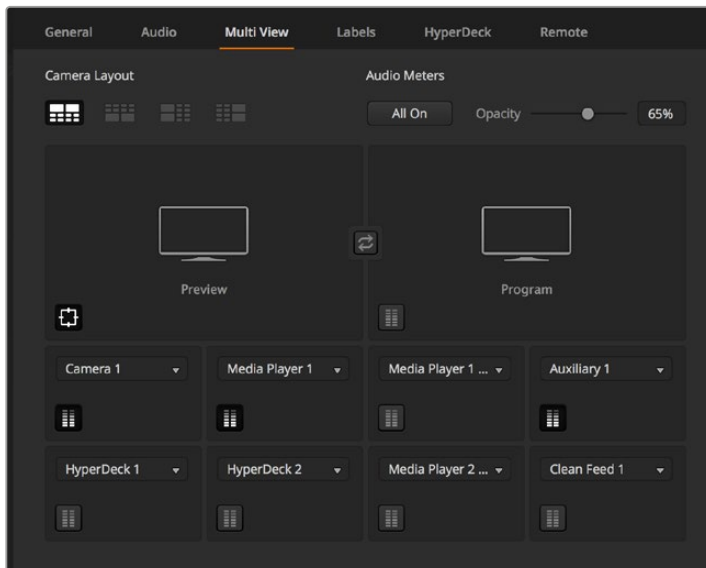 General Audio Multi View Labels HyperDeck Remote
Camera Layout Audio Meters
All On Opacity 65%
Preview Program
Camera 1 Media Player 1 Media Player 1 ... Auxiliary 1
HyperDeck 1 HyperDeck 2 Media Player 2 ... Clean Feed 1